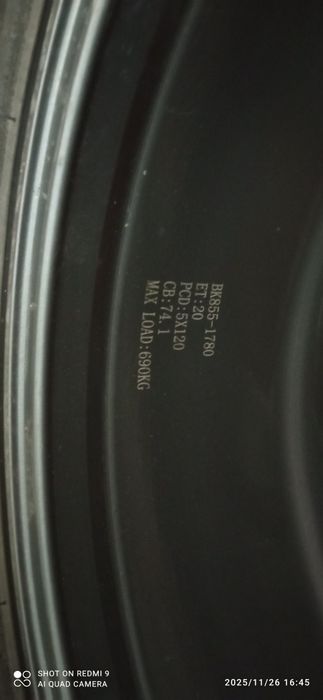 BK855-1780
ET:20
PCD:5X120
CB:74.1
MAX LOAD:690KG
SHOT ON REDMI 9
AI QUAD CAMERA
2025/11/26 16:45